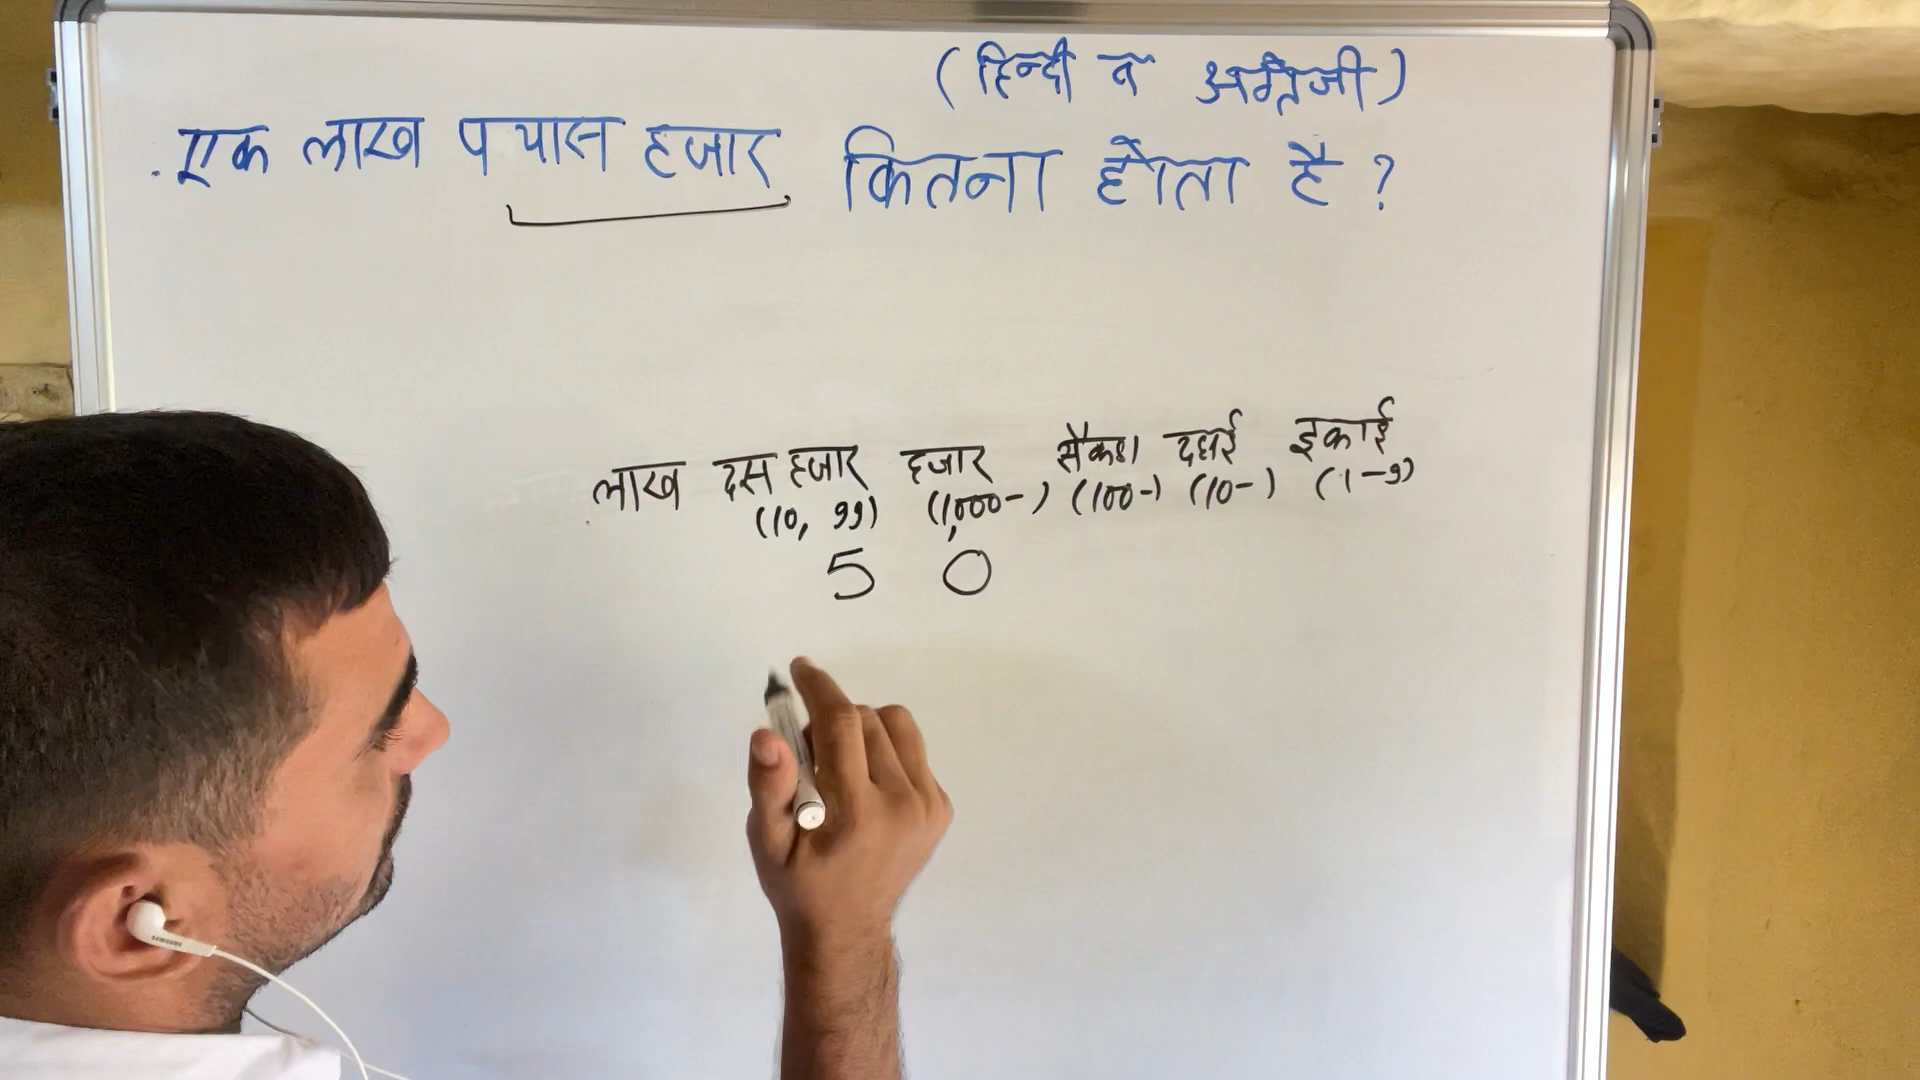 (हिन्दी व अंग्रेजी)
एक लाख पचास हजार कितना होता है ?
लाख दस हजार हजार सैकडा दहाई इकाई
(10, 99) (1,000-) (100-) (10-) (1-9)
5 0
SAMSUNG